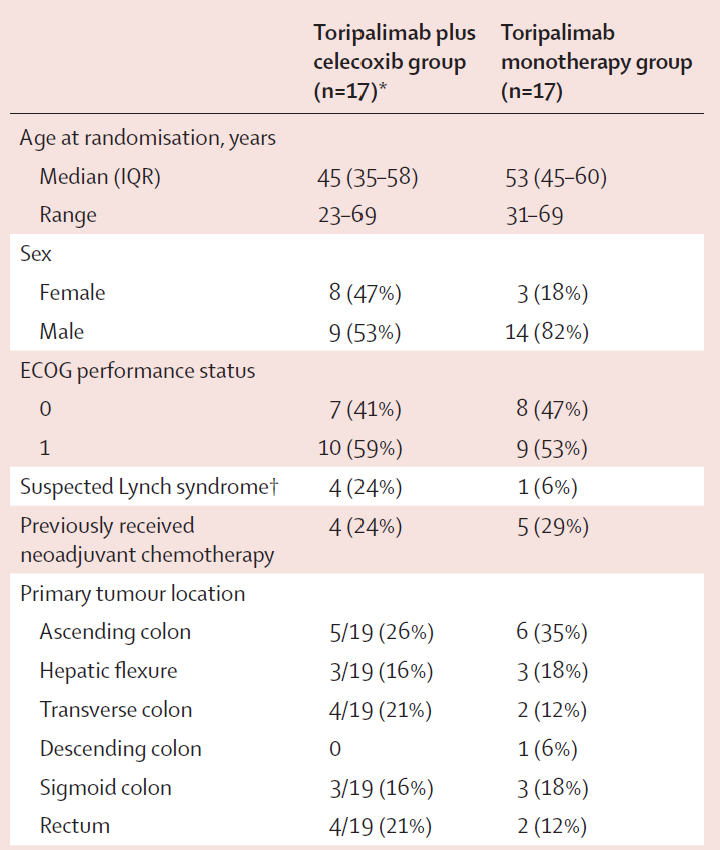 Toripalimab plus celecoxib group (n=17)* Toripalimab monotherapy group (n=17)
Age at randomisation, years
Median (IQR) 45 (35–58) 53 (45–60)
Range 23–69 31–69
Sex
Female 8 (47%) 3 (18%)
Male 9 (53%) 14 (82%)
ECOG performance status
0 7 (41%) 8 (47%)
1 10 (59%) 9 (53%)
Suspected Lynch syndrome† 4 (24%) 1 (6%)
Previously received 4 (24%) 5 (29%)
neoadjuvant chemotherapy
Primary tumour location
Ascending colon 5/19 (26%) 6 (35%)
Hepatic flexure 3/19 (16%) 3 (18%)
Transverse colon 4/19 (21%) 2 (12%)
Descending colon 0 1 (6%)
Sigmoid colon 3/19 (16%) 3 (18%)
Rectum 4/19 (21%) 2 (12%)